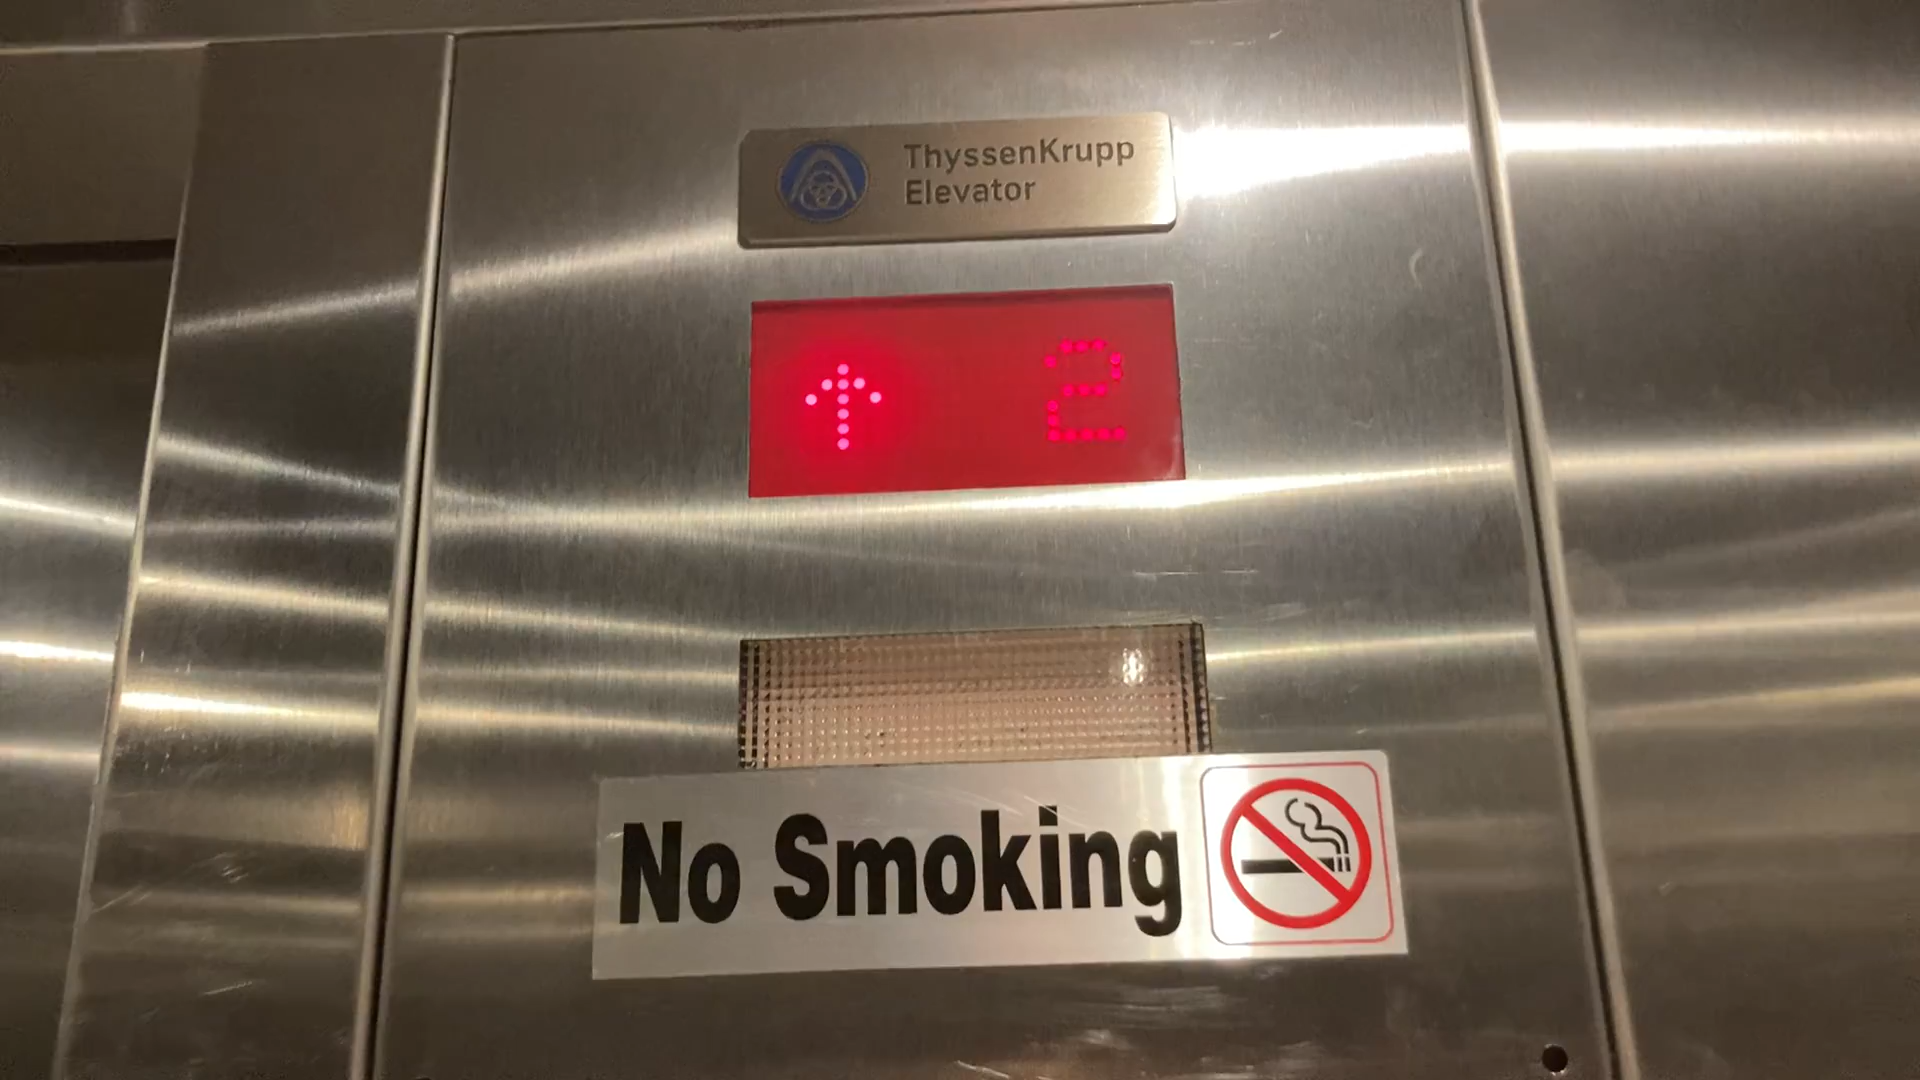 ThyssenKrupp
Elevator
↑ 2
No Smoking